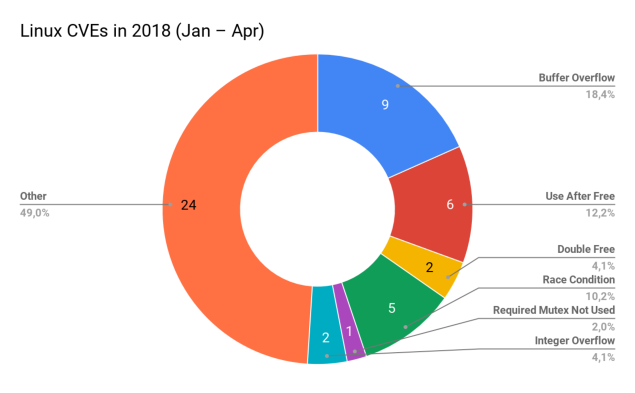 Linux CVEs in 2018 (Jan – Apr)
Buffer Overflow
18,4%
9
Other
49,0%
24
Use After Free
12,2%
6
Double Free
4,1%
2
Race Condition
10,2%
5
Required Mutex Not Used
2,0%
1
Integer Overflow
4,1%
2